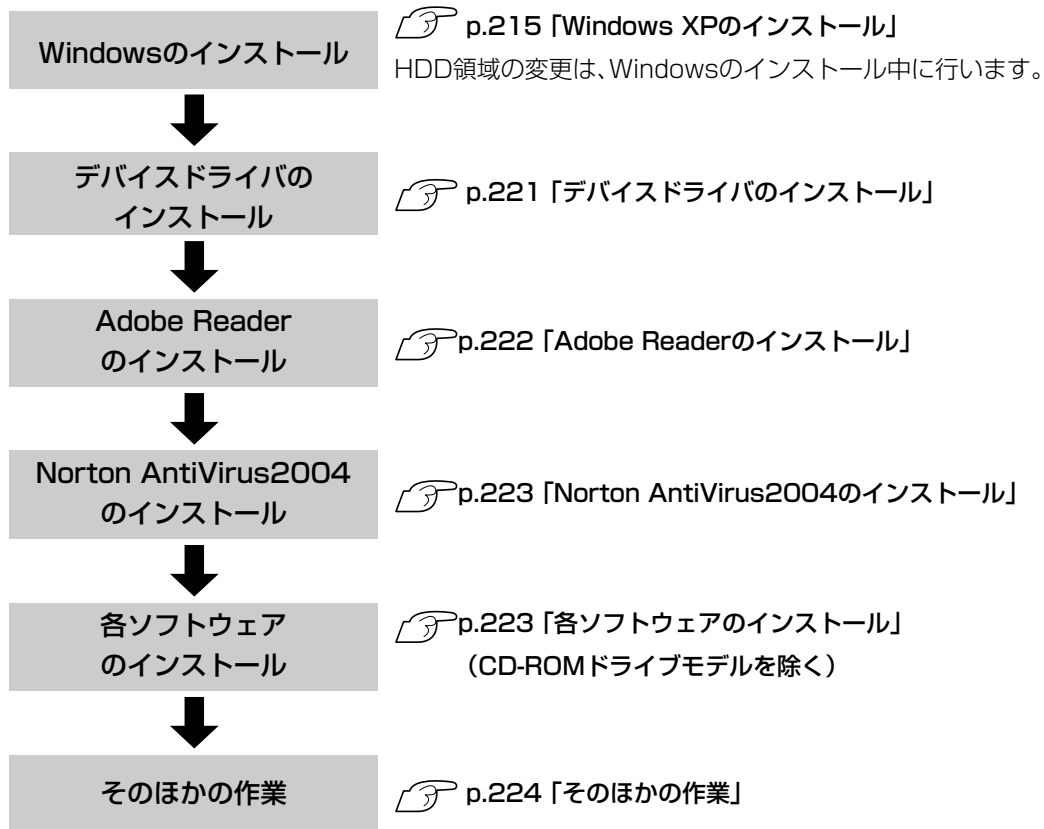 Windowsのインストール
p.215「Windows XPのインストール」
HDD領域の変更は、Windowsのインストール中に行います。
デバイスドライバの
インストール
p.221「デバイスドライバのインストール」
Adobe Reader
のインストール
p.222「Adobe Readerのインストール」
Norton AntiVirus2004
のインストール
p.223「Norton AntiVirus2004のインストール」
各ソフトウェア
のインストール
p.223「各ソフトウェアのインストール」
（CD-ROMドライブモデルを除く）
そのほかの作業
p.224「そのほかの作業」